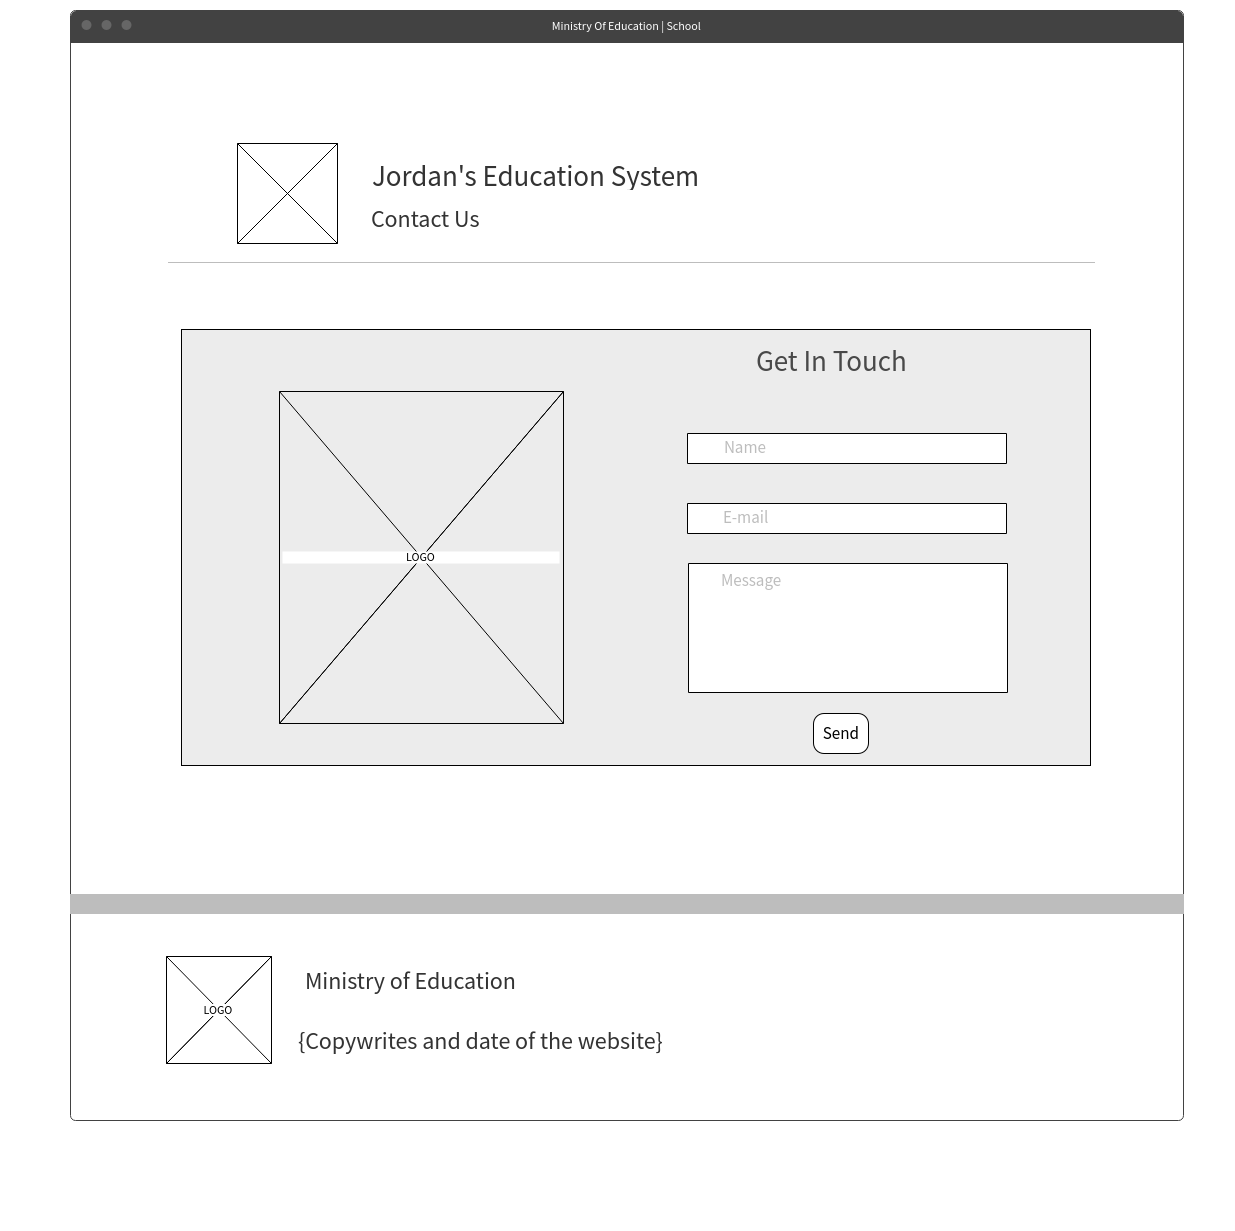 Ministry Of Education | School
Jordan's Education System
Contact Us
Get In Touch
Name
E-mail
LOGO
Message
Send
Ministry of Education
LOGO
{Copywrites and date of the website}